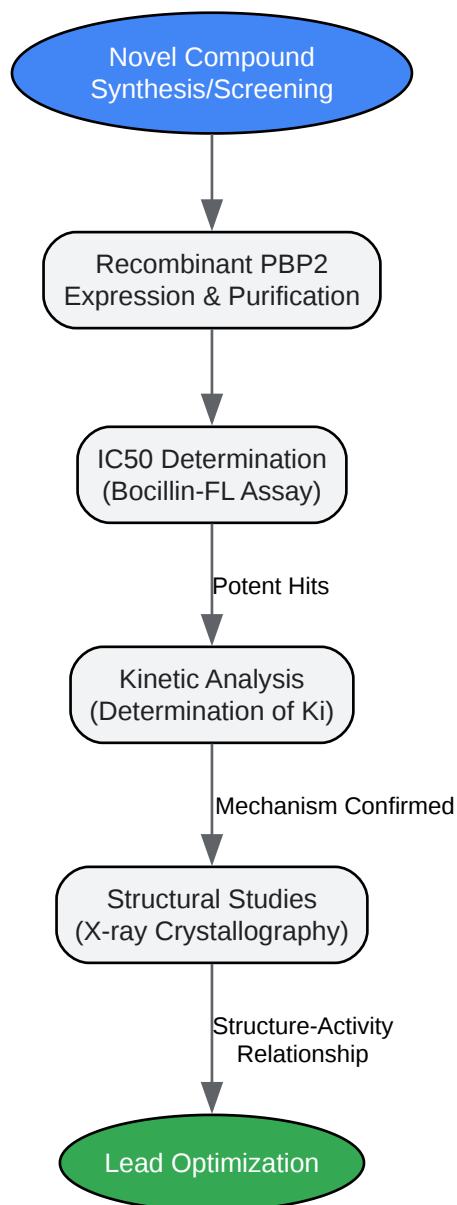 Novel Compound
Synthesis/Screening
Recombinant PBP2
Expression & Purification
IC50 Determination
(Bocillin-FL Assay)
Potent Hits
Kinetic Analysis
(Determination of Ki)
Mechanism Confirmed
Structural Studies
(X-ray Crystallography)
Structure-Activity
Relationship
Lead Optimization